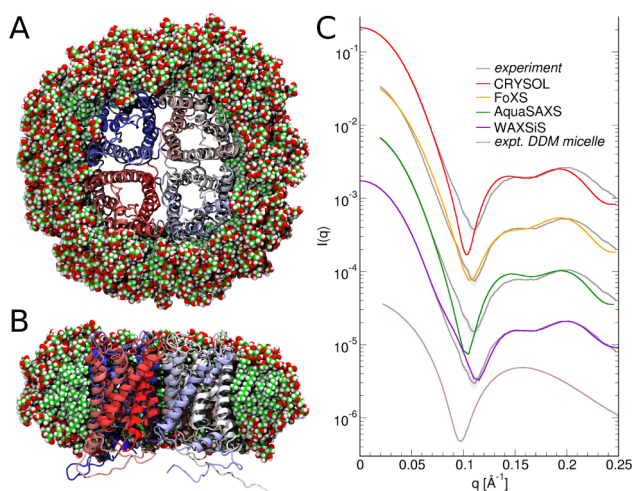 A
B
C
experiment
CRYSOL
FoXS
AquaSAXS
WAXSiS
expt. DDM micelle
I(q)
10⁻¹
10⁻²
10⁻³
10⁻⁴
10⁻⁵
10⁻⁶
0 0.05 0.1 0.15 0.2 0.25
q [Å⁻¹]